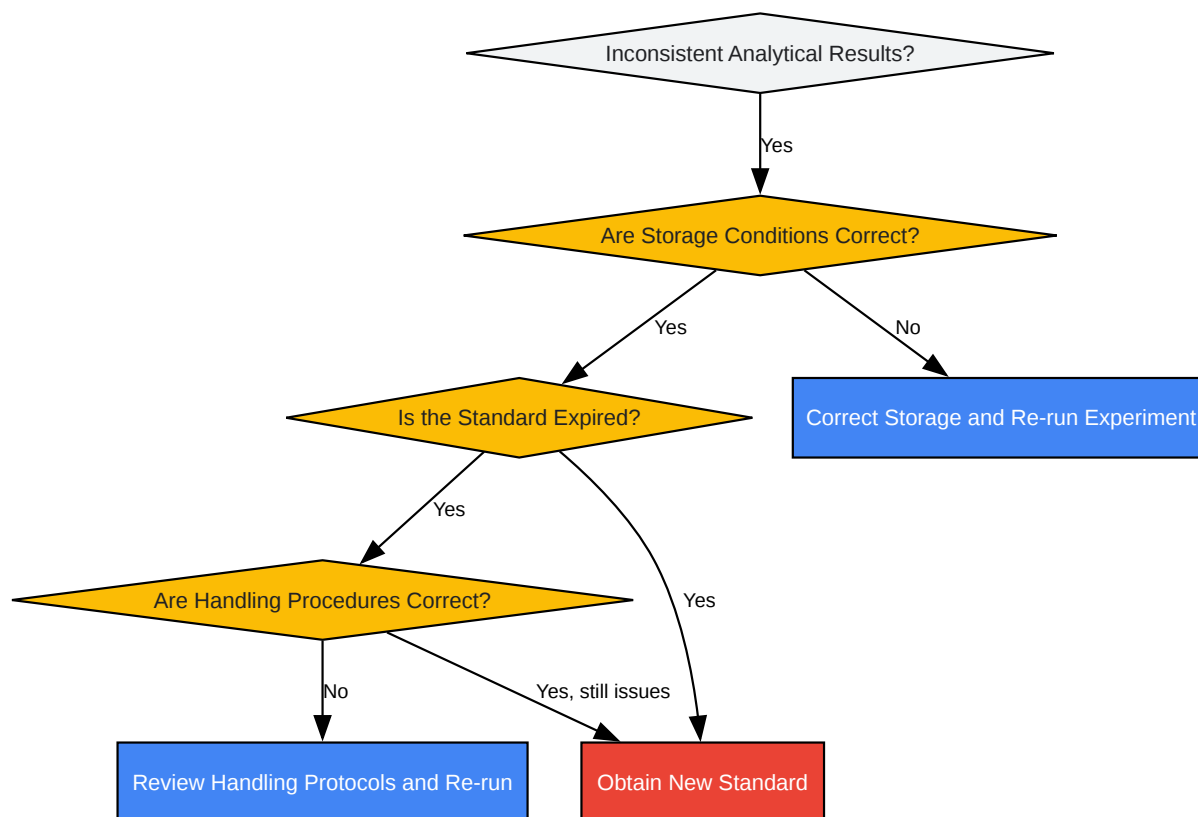 Inconsistent Analytical Results?
Yes
Are Storage Conditions Correct?
Yes
No
Is the Standard Expired?
Correct Storage and Re-run Experiment
Yes
Are Handling Procedures Correct?
Yes
No
Yes, still issues
Review Handling Protocols and Re-run
Obtain New Standard